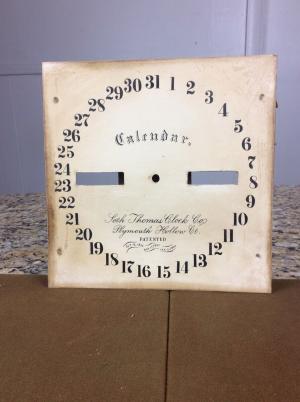 1 2 3 4 5 6 7 8 9 10 11 12 13 14 15 16 17 18 19 20 21 22 23 24 25 26 27 28 29 30 31
Calendar.
Seth Thomas Clock Co.
Plymouth Hollow Ct.
PATENTED